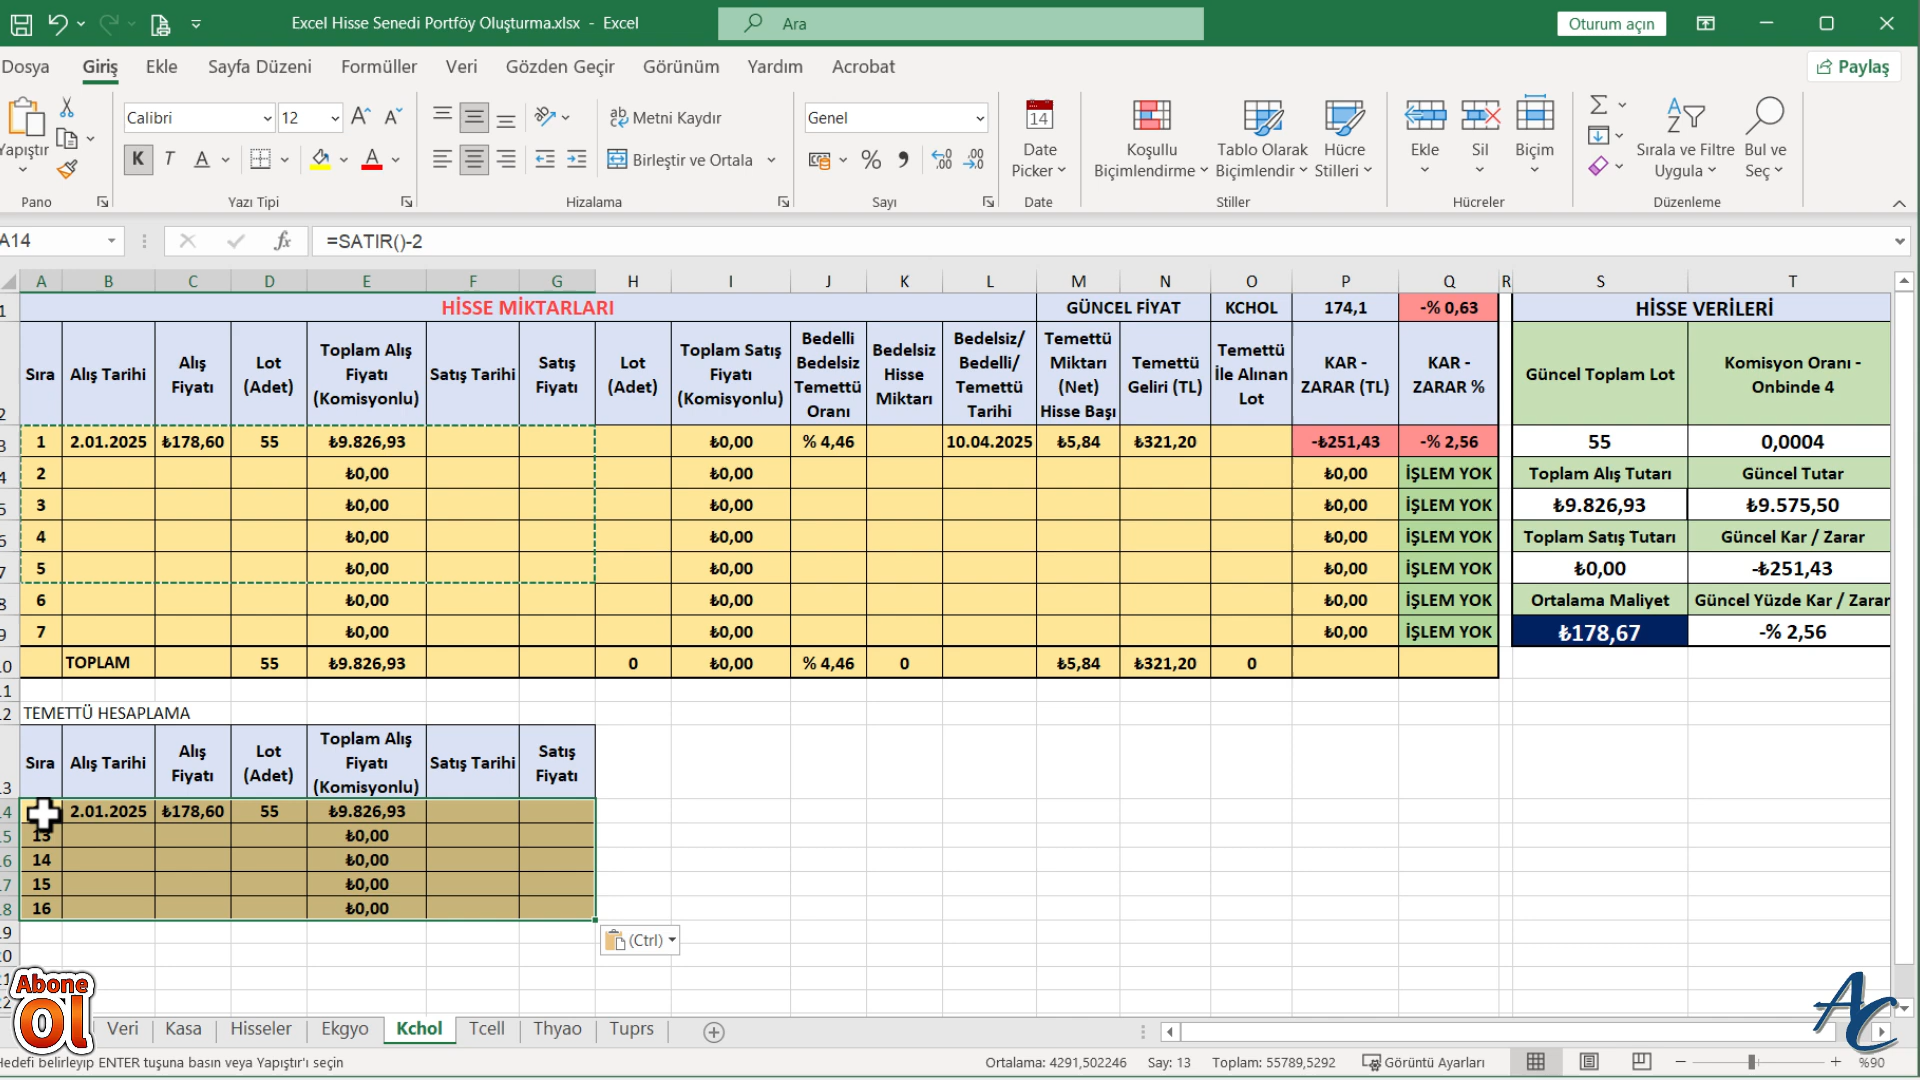 Excel Hisse Senedi Portföy Oluşturma.xlsx - Excel
Ara
Oturum açın
Dosya Giriş Ekle Sayfa Düzeni Formüller Veri Gözden Geçir Görünüm Yardım Acrobat
Paylaş
Yapıştır
Pano
Calibri 12
K T A A
Yazı Tipi
Metni Kaydır
Birleştir ve Ortala
Hizalama
Genel
Sayı
14
Date Picker
Date
Koşullu Biçimlendirme
Tablo Olarak Biçimlendir
Hücre Stilleri
Stiller
Ekle Sil Biçim
Hücreler
Sırala ve Filtre Uygula
Bul ve Seç
Düzenleme
A14 fx =SATIR()-2
A B C D E F G H I J K L M N O P Q R S T
HİSSE MİKTARLARI GÜNCEL FİYAT KCHOL 174,1 -% 0,63 HİSSE VERİLERİ
Sıra
Alış Tarihi
Alış Fiyatı
Lot (Adet)
Toplam Alış Fiyatı (Komisyonlu)
Satış Tarihi
Satış Fiyatı
Lot (Adet)
Toplam Satış Fiyatı (Komisyonlu)
Bedelli Bedelsiz Temettü Oranı
Bedelsiz Hisse Miktarı
Bedelsiz/ Bedelli/ Temettü Tarihi
Temettü Miktarı (Net) Hisse Başı
Temettü Geliri (TL)
Temettü İle Alınan Lot
KAR - ZARAR (TL)
KAR - ZARAR %
Güncel Toplam Lot
Komisyon Oranı - Onbinde 4
1 2.01.2025 ₺178,60 55 ₺9.826,93 ₺0,00 % 4,46 10.04.2025 ₺5,84 ₺321,20 -₺251,43 -% 2,56 55 0,0004
2 ₺0,00 ₺0,00 ₺0,00 İŞLEM YOK Toplam Alış Tutarı Güncel Tutar
3 ₺0,00 ₺0,00 ₺0,00 İŞLEM YOK ₺9.826,93 ₺9.575,50
4 ₺0,00 ₺0,00 ₺0,00 İŞLEM YOK Toplam Satış Tutarı Güncel Kar / Zarar
5 ₺0,00 ₺0,00 ₺0,00 İŞLEM YOK ₺0,00 -₺251,43
6 ₺0,00 ₺0,00 ₺0,00 İŞLEM YOK Ortalama Maliyet Güncel Yüzde Kar / Zarar
7 ₺0,00 ₺0,00 ₺0,00 İŞLEM YOK ₺178,67 -% 2,56
TOPLAM 55 ₺9.826,93 0 ₺0,00 % 4,46 0 ₺5,84 ₺321,20 0
TEMETTÜ HESAPLAMA
Sıra
Alış Tarihi
Alış Fiyatı
Lot (Adet)
Toplam Alış Fiyatı (Komisyonlu)
Satış Tarihi
Satış Fiyatı
2.01.2025 ₺178,60 55 ₺9.826,93
13 ₺0,00
14 ₺0,00
15 ₺0,00
16 ₺0,00
(Ctrl)
Abone
Ol
AC
Veri Kasa Hisseler Ekgyo Kchol Tcell Thyao Tuprs
Hedefi belirleyip ENTER tuşuna basın veya Yapıştır'ı seçin
Ortalama: 4291,502246 Say: 13 Toplam: 55789,5292 Görüntü Ayarları %90